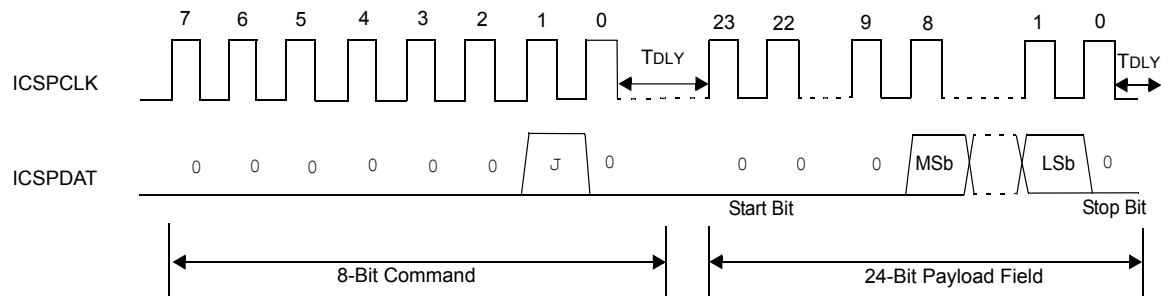 7 6 5 4 3 2 1 0 23 22 9 8 1 0
TDLY TDLY
ICSPCLK
ICSPDAT
0 0 0 0 0 0 J 0 0 0 0 MSb LSb 0
Start Bit Stop Bit
8-Bit Command 24-Bit Payload Field